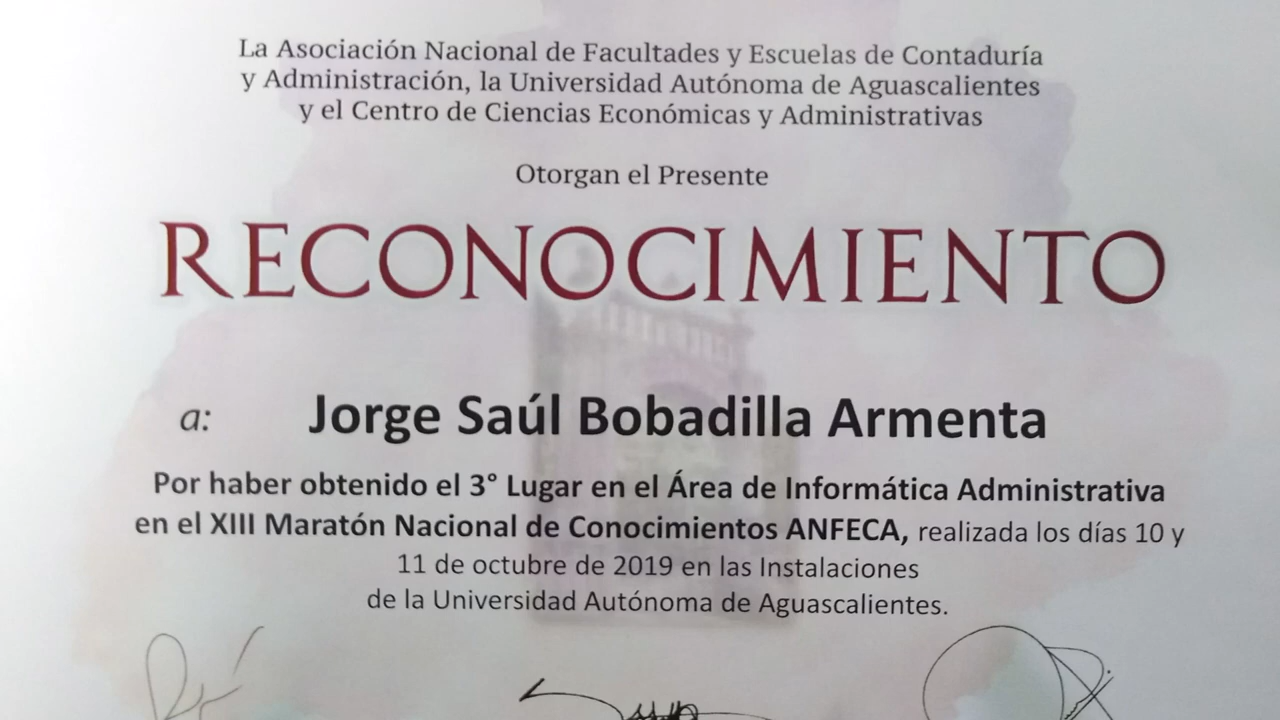 La Asociación Nacional de Facultades y Escuelas de Contaduría
y Administración, la Universidad Autónoma de Aguascalientes
y el Centro de Ciencias Económicas y Administrativas
Otorgan el Presente
RECONOCIMIENTO
a: Jorge Saúl Bobadilla Armenta
Por haber obtenido el 3° Lugar en el Área de Informática Administrativa
en el XIII Maratón Nacional de Conocimientos ANFECA, realizada los días 10 y
11 de octubre de 2019 en las Instalaciones
de la Universidad Autónoma de Aguascalientes.